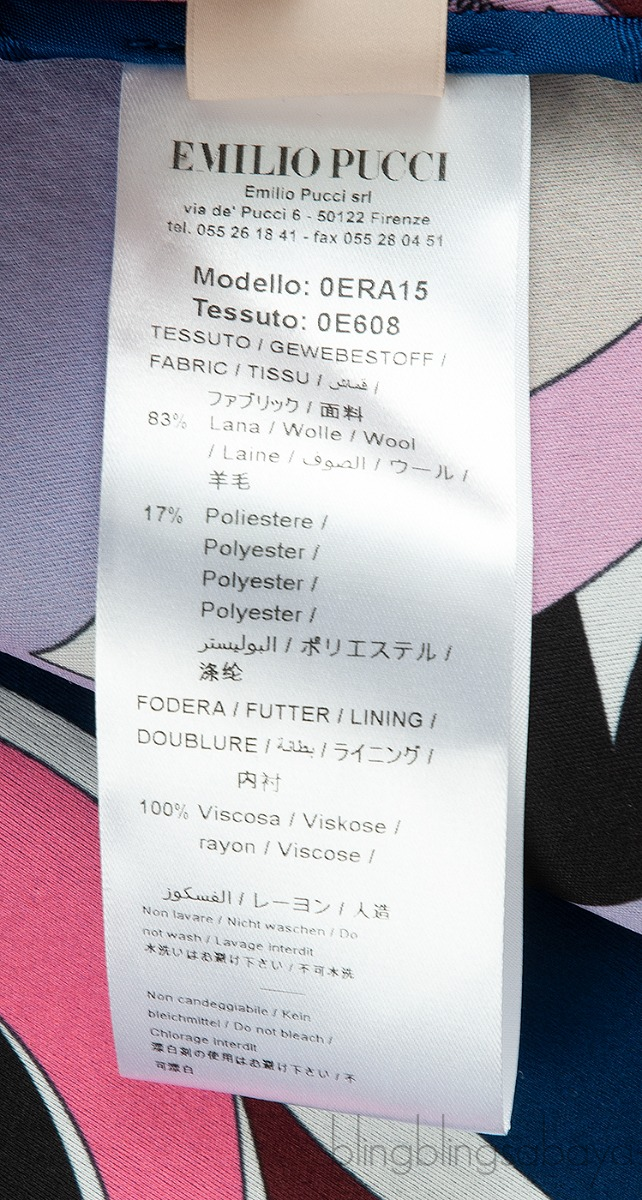 EMILIO PUCCI
Emilio Pucci srl
via de' Pucci 6 - 50122 Firenze
tel. 055 26 18 41 - fax 055 28 04 51
Modello: 0ERA15
Tessuto: 0E608
TESSUTO / GEWEBESTOFF /
FABRIC / TISSU / قماش /
ファブリック / 面料
83% Lana / Wolle / Wool
/ Laine / الصوف / ウール /
羊毛
17% Poliestere /
Polyester /
Polyester /
Polyester /
البوليستر / ポリエステル /
涤纶
FODERA / FUTTER / LINING /
DOUBLURE / بطانة / ライニング /
内衬
100% Viscosa / Viskose /
rayon / Viscose /
الفسكوز / レーヨン / 人造
Non lavare / Nicht waschen / Do
not wash / Lavage interdit
水洗いはお避け下さい / 不可水洗
Non candeggiabile / Kein
bleichmittel / Do not bleach /
Chlorage interdit
漂白剤の使用はお避け下さい / 不
可漂白
blingblingsabaya